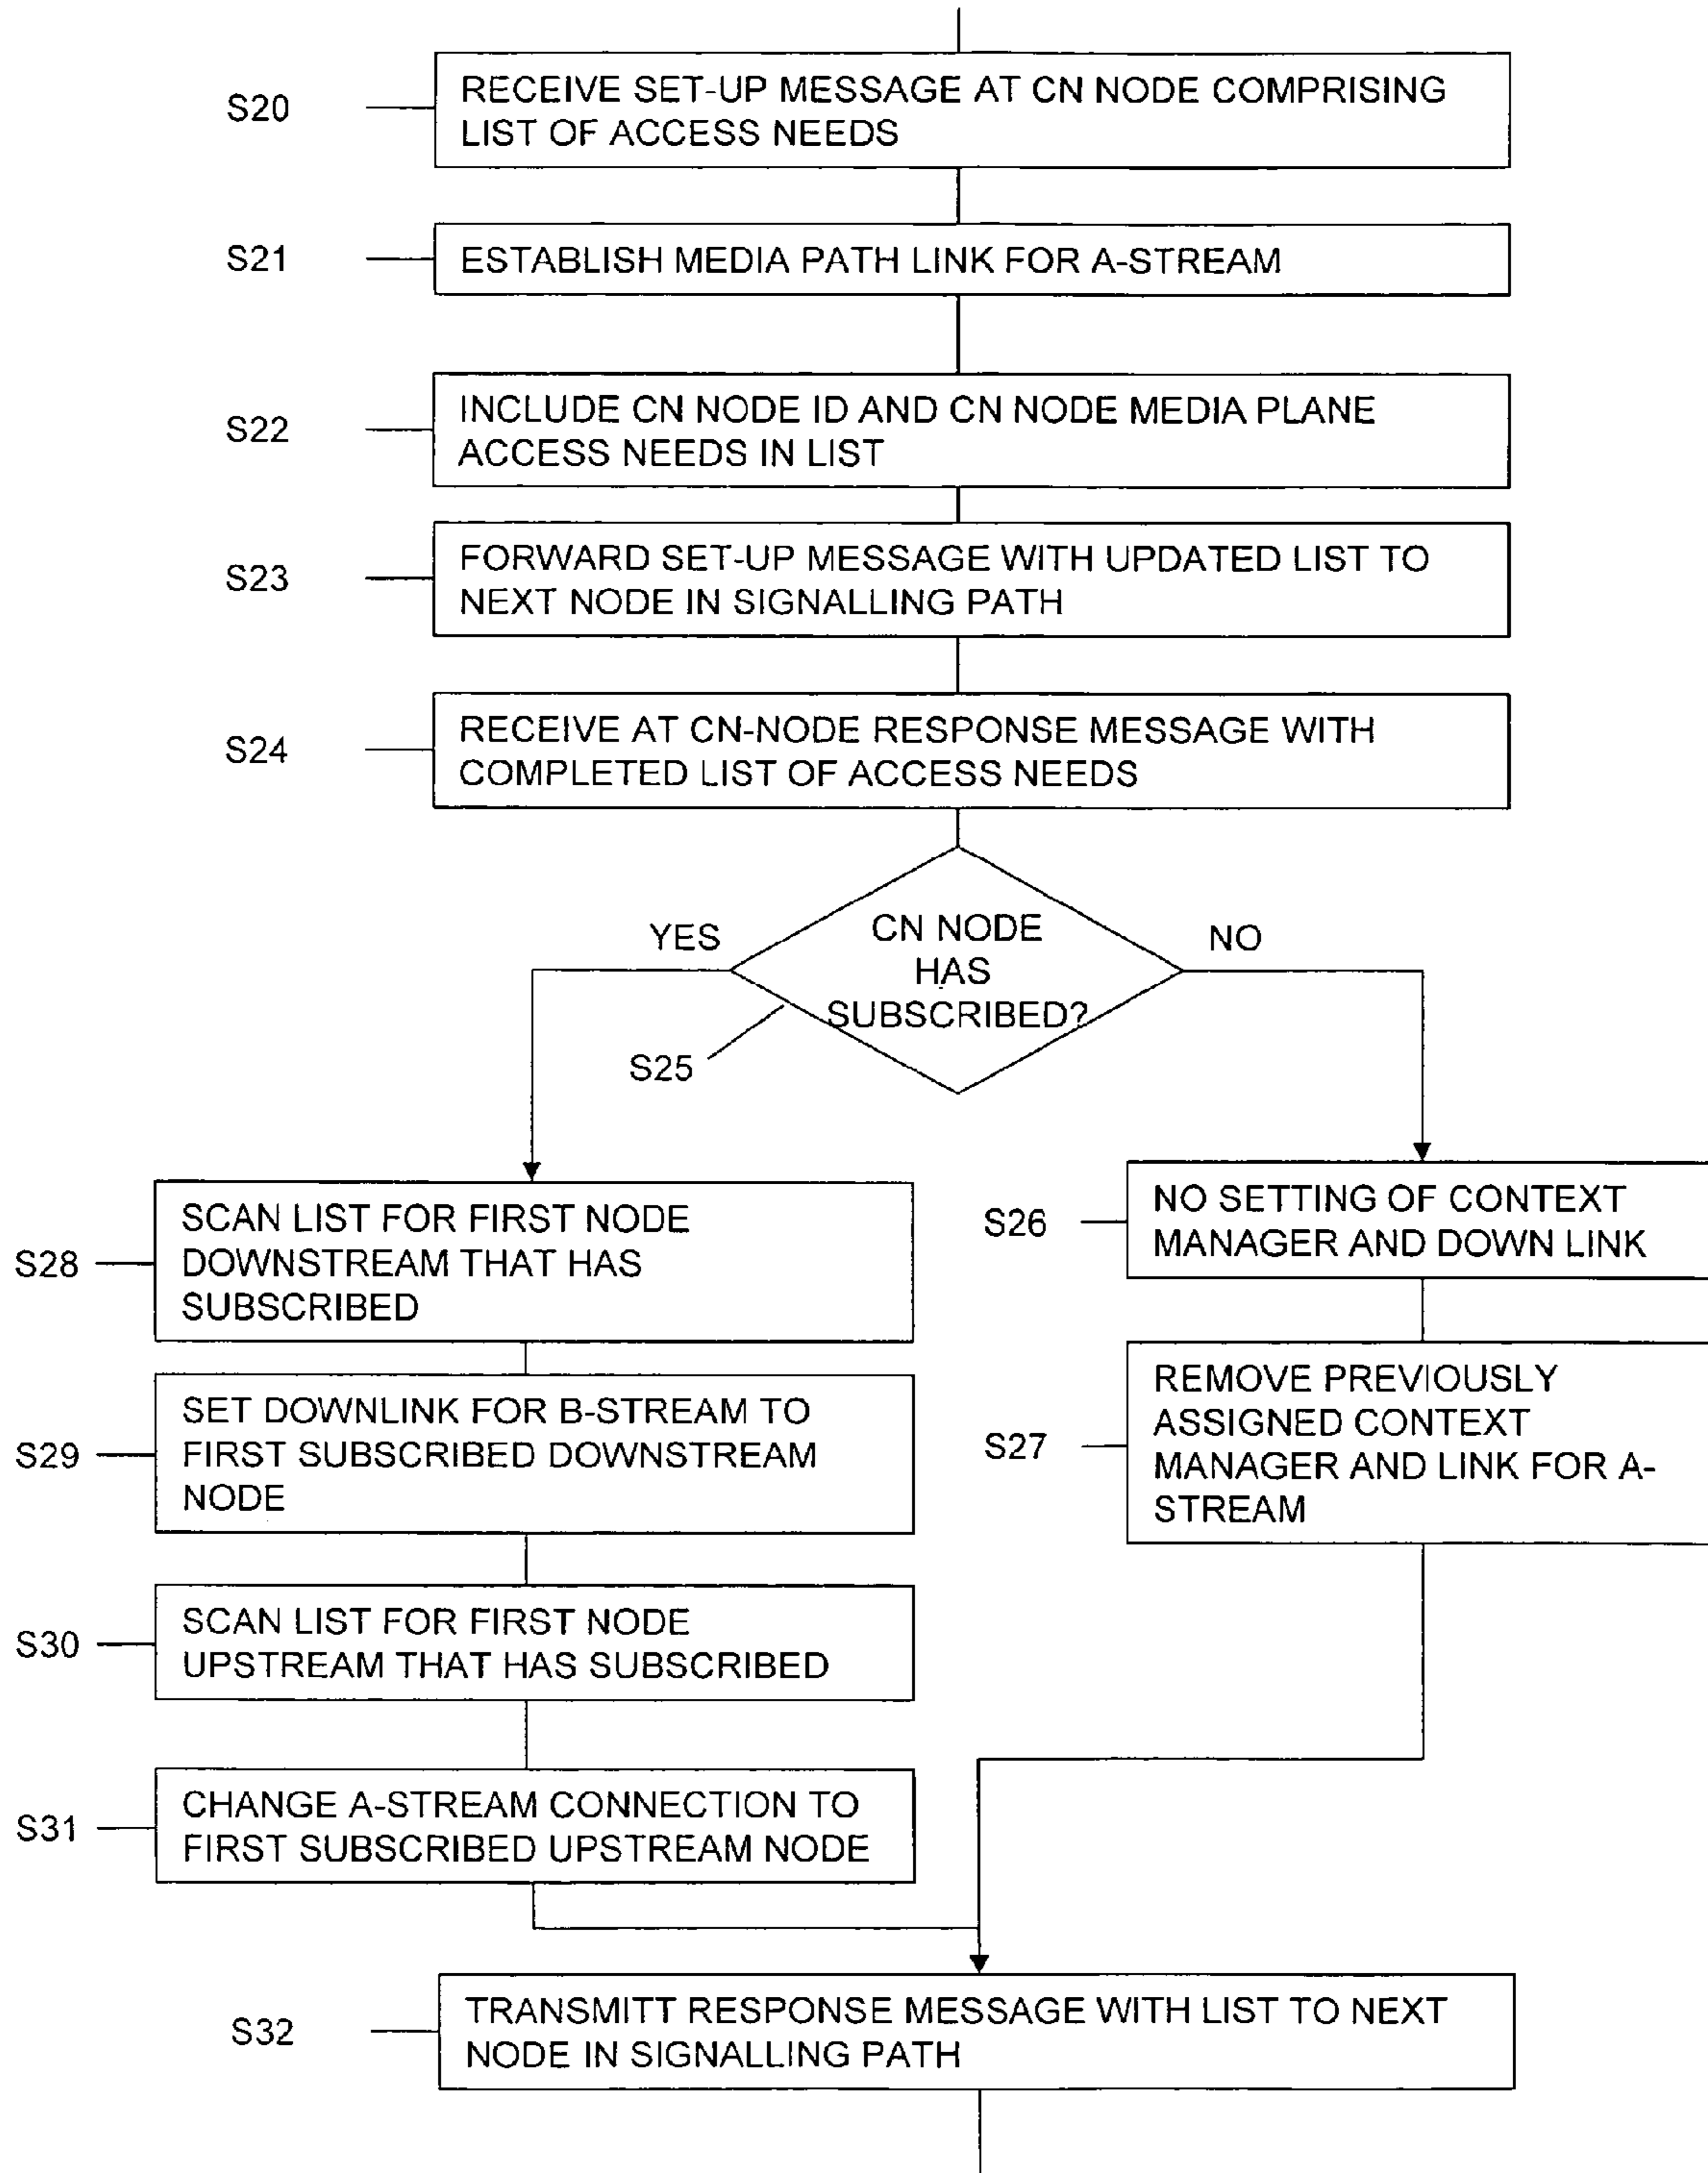 S20
RECEIVE SET-UP MESSAGE AT CN NODE COMPRISING
LIST OF ACCESS NEEDS
S21
ESTABLISH MEDIA PATH LINK FOR A-STREAM
S22
INCLUDE CN NODE ID AND CN NODE MEDIA PLANE
ACCESS NEEDS IN LIST
S23
FORWARD SET-UP MESSAGE WITH UPDATED LIST TO
NEXT NODE IN SIGNALLING PATH
S24
RECEIVE AT CN-NODE RESPONSE MESSAGE WITH
COMPLETED LIST OF ACCESS NEEDS
YES
CN NODE
HAS
SUBSCRIBED?
NO
S25
S28
SCAN LIST FOR FIRST NODE
DOWNSTREAM THAT HAS
SUBSCRIBED
S26
NO SETTING OF CONTEXT
MANAGER AND DOWN LINK
S29
SET DOWNLINK FOR B-STREAM TO
FIRST SUBSCRIBED DOWNSTREAM
NODE
S27
REMOVE PREVIOUSLY
ASSIGNED CONTEXT
MANAGER AND LINK FOR A-
STREAM
S30
SCAN LIST FOR FIRST NODE
UPSTREAM THAT HAS SUBSCRIBED
S31
CHANGE A-STREAM CONNECTION TO
FIRST SUBSCRIBED UPSTREAM NODE
S32
TRANSMITT RESPONSE MESSAGE WITH LIST TO NEXT
NODE IN SIGNALLING PATH